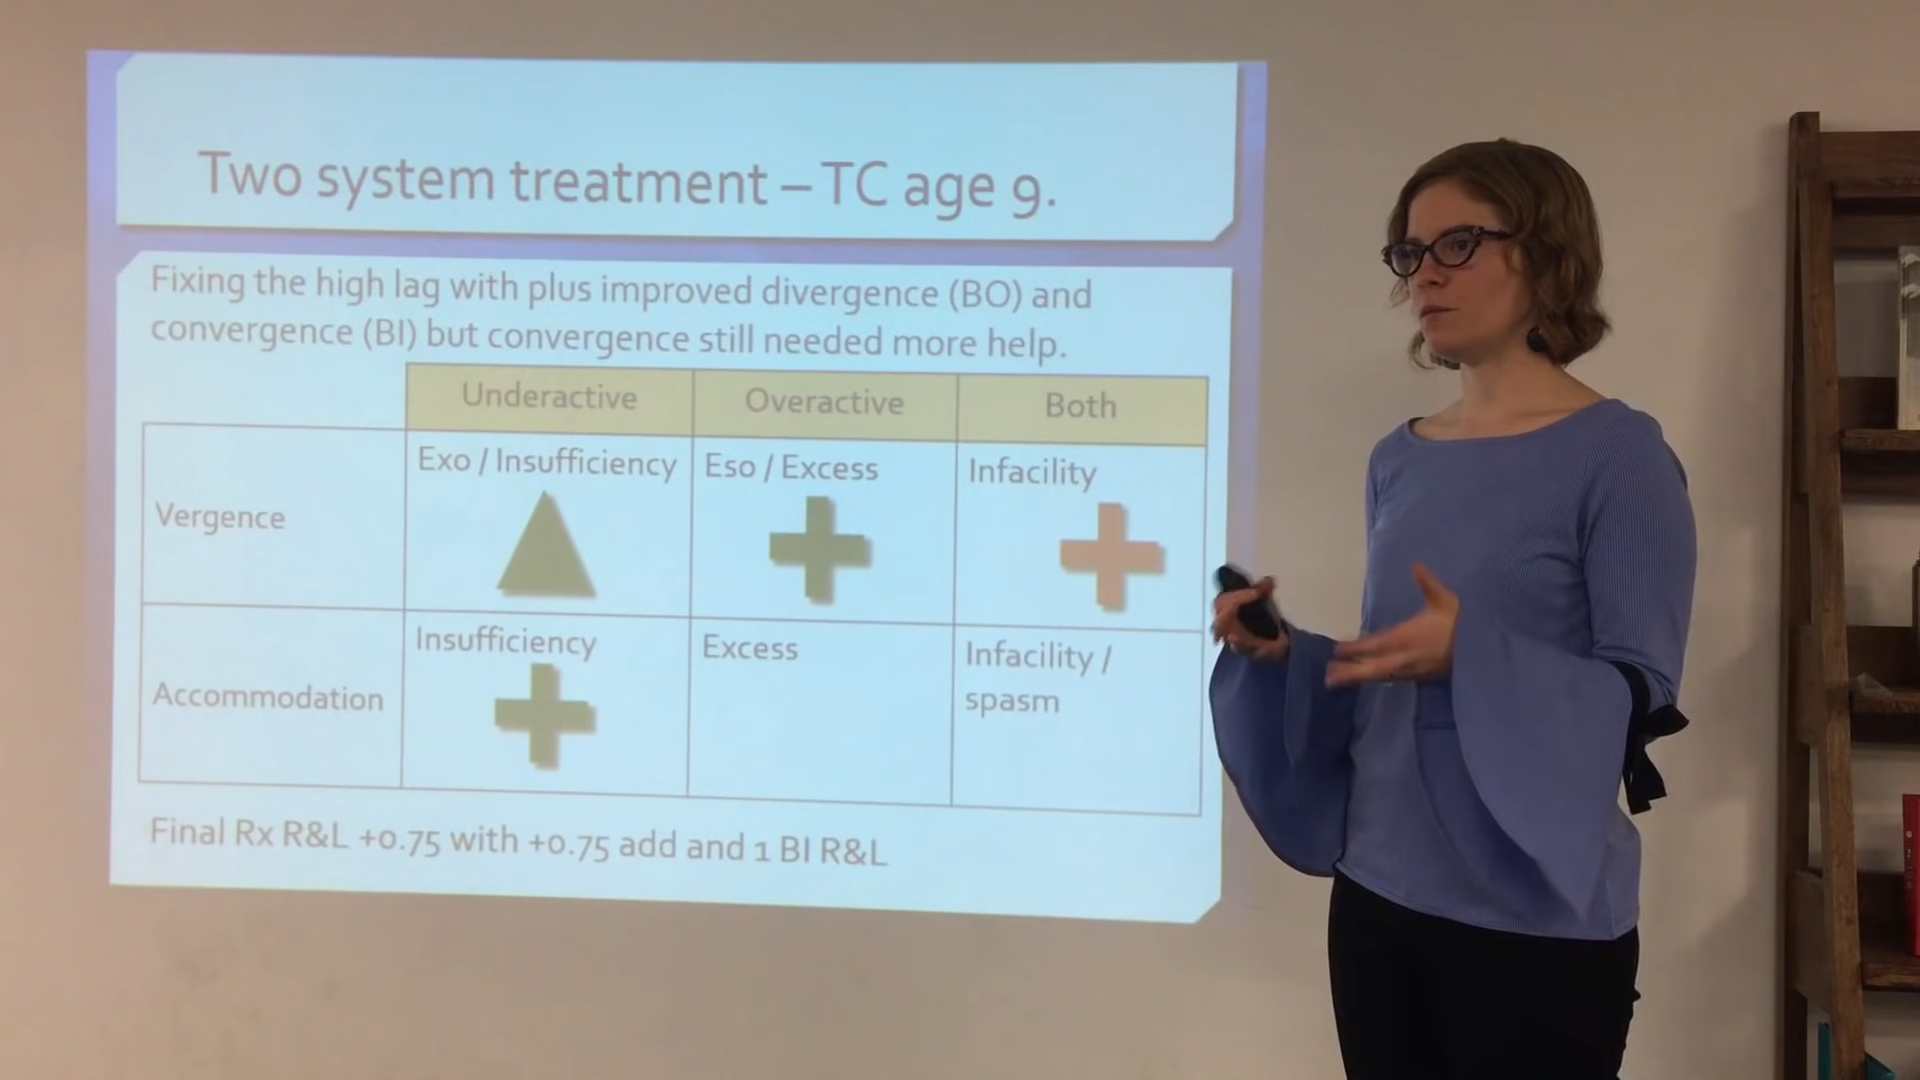 Two system treatment – TC age 9.
Fixing the high lag with plus improved divergence (BO) and
convergence (BI) but convergence still needed more help.
Underactive Overactive Both
Vergence
Exo / Insufficiency
Eso / Excess
Infacility
Accommodation
Insufficiency
Excess
Infacility /
spasm
Final Rx R&L +0.75 with +0.75 add and 1 BI R&L